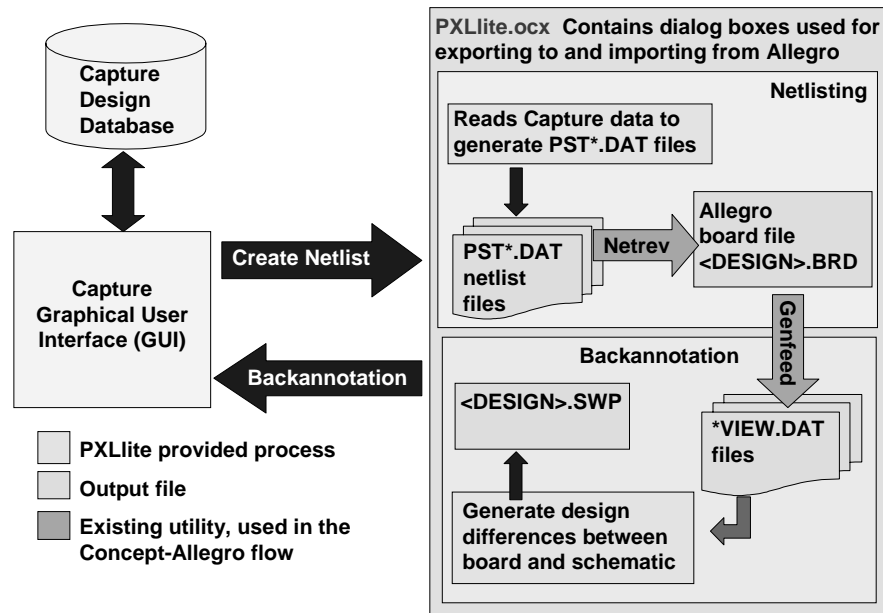 Capture
Design
Database
Capture
Graphical User
Interface (GUI)
Create Netlist
Backannotation
PXLlite provided process
Output file
Existing utility, used in the
Concept-Allegro flow
PXLlite.ocx Contains dialog boxes used for
exporting to and importing from Allegro
Netlisting
Reads Capture data to
generate PST*.DAT files
PST*.DAT
netlist
files
Netrev
Allegro
board file
<DESIGN>.BRD
Genfeed
Backannotation
<DESIGN>.SWP
*VIEW.DAT
files
Generate design
differences between
board and schematic